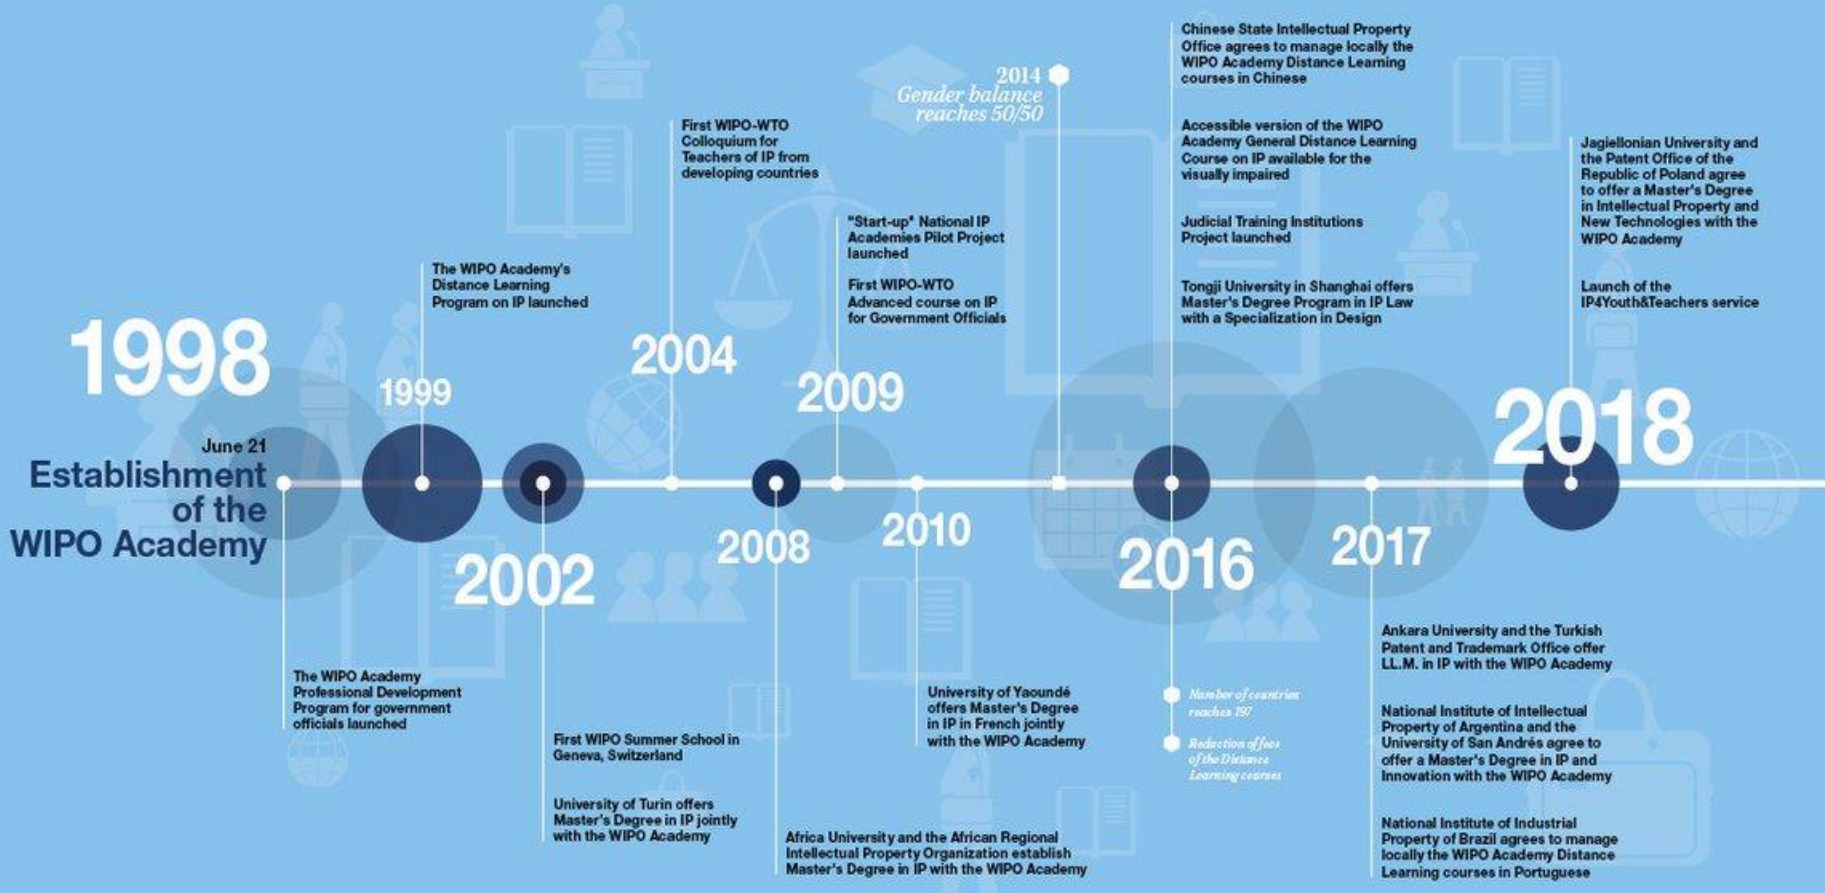 1998
June 21
Establishment
of the
WIPO Academy
The WIPO Academy
Professional Development
Program for government
officials launched
The WIPO Academy's
Distance Learning
Program on IP launched
1999
2002
First WIPO Summer School in
Geneva, Switzerland
University of Turin offers
Master's Degree in IP jointly
with the WIPO Academy
First WIPO-WTO
Colloquium for
Teachers of IP from
developing countries
2004
2008
Africa University and the African Regional
Intellectual Property Organization establish
Master's Degree in IP with the WIPO Academy
"Start-up" National IP
Academies Pilot Project
launched
First WIPO-WTO
Advanced course on IP
for Government Officials
2009
2010
University of Yaoundé
offers Master's Degree
in IP in French jointly
with the WIPO Academy
2014
Gender balance
reaches 50/50
Chinese State Intellectual Property
Office agrees to manage locally the
WIPO Academy Distance Learning
courses in Chinese
Accessible version of the WIPO
Academy General Distance Learning
Course on IP available for the
visually impaired
Judicial Training Institutions
Project launched
Tongji University in Shanghai offers
Master's Degree Program in IP Law
with a Specialization in Design
2016
Number of countries
reaches 197
Reduction of fees
of the Distance
Learning courses
2017
Ankara University and the Turkish
Patent and Trademark Office offer
LL.M. in IP with the WIPO Academy
National Institute of Intellectual
Property of Argentina and the
University of San Andrés agree to
offer a Master's Degree in IP and
Innovation with the WIPO Academy
National Institute of Industrial
Property of Brazil agrees to manage
locally the WIPO Academy Distance
Learning courses in Portuguese
Jagiellonian University and
the Patent Office of the
Republic of Poland agree
to offer a Master's Degree
in Intellectual Property and
New Technologies with the
WIPO Academy
Launch of the
IP4Youth&Teachers service
2018